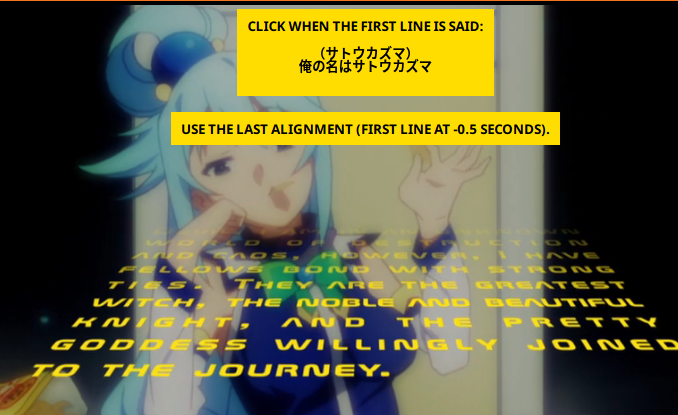 CLICK WHEN THE FIRST LINE IS SAID:
（サトウカズマ）
俺の名はサトウカズマ
USE THE LAST ALIGNMENT (FIRST LINE AT -0.5 SECONDS).
WORLD OF DESTRUCTION
AND CAOS, HOWEVER, I HAVE
FELLOWS BOND WITH STRONG
TIES. THEY ARE THE GREATEST
WITCH, THE NOBLE AND BEAUTIFUL
KNIGHT, AND THE PRETTY
GODDESS WILLINGLY JOINED
TO THE JOURNEY.